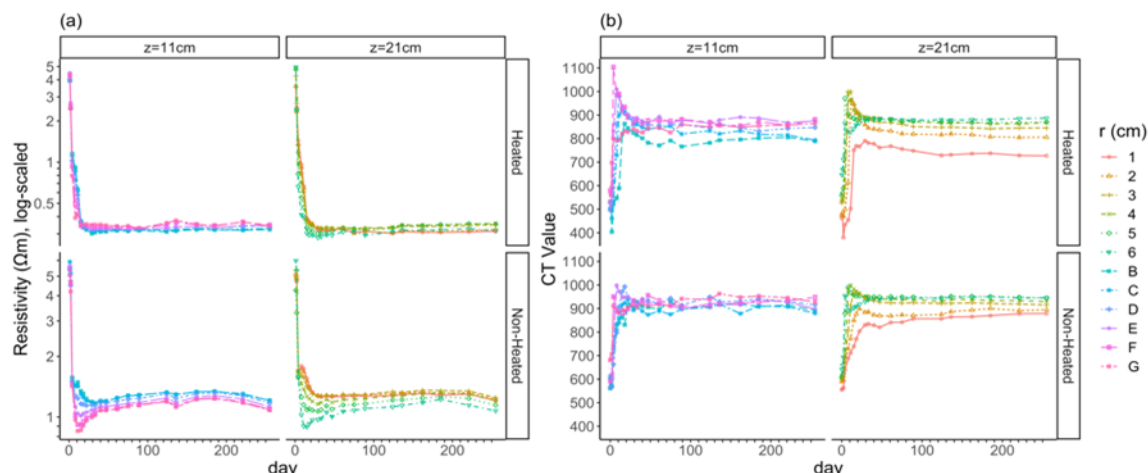 (a)
(b)
z=11cm
z=21cm
z=11cm
z=21cm
Resistivity (Ωm), log-scaled
5
4
3
2
1
0.5
Heated
5
4
3
2
1
Non-Heated
0
100
200
0
100
200
day
CT Value
1100
1000
900
800
700
600
500
400
Heated
1100
1000
900
800
700
600
500
400
Non-Heated
0
100
200
0
100
200
day
r (cm)
1
2
3
4
5
6
B
C
D
E
F
G